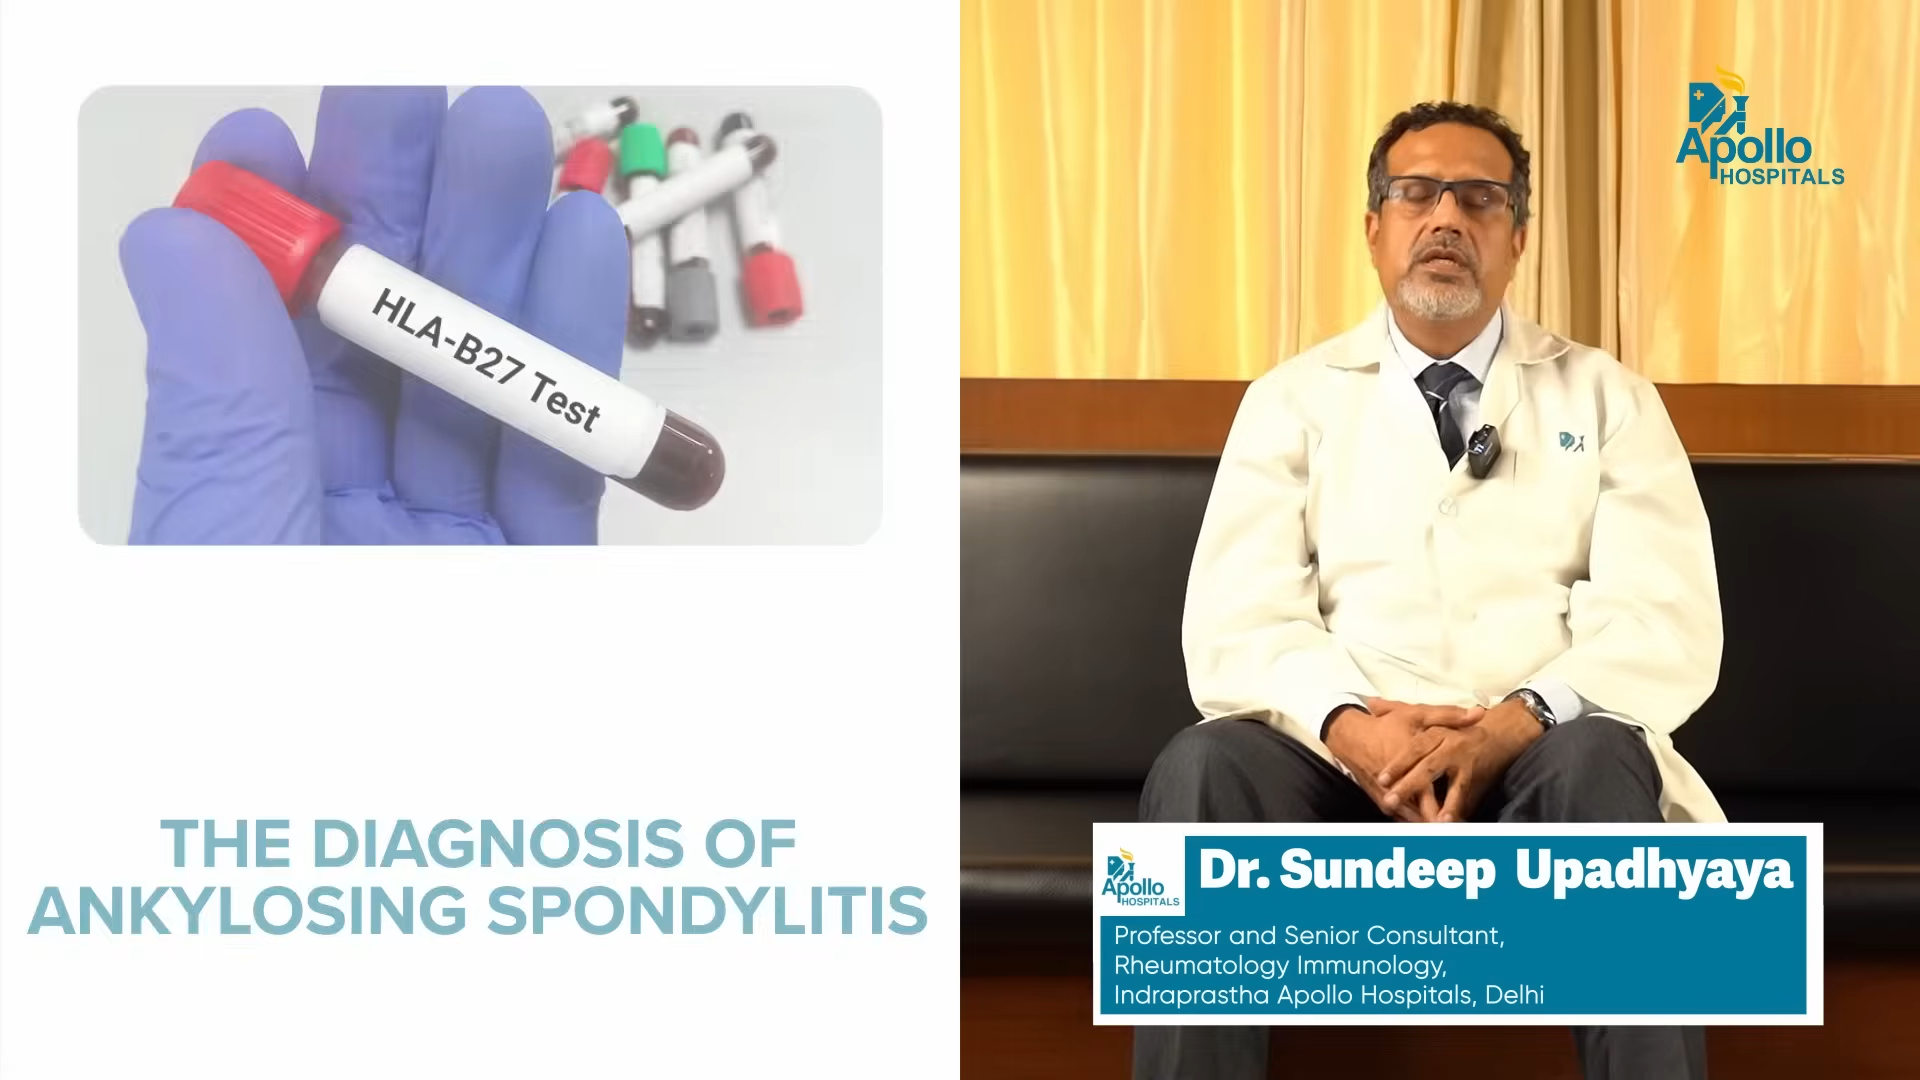 HLA-B27 Test
THE DIAGNOSIS OF
ANKYLOSING SPONDYLITIS
Apollo
HOSPITALS
Apollo
HOSPITALS
Dr. Sundeep Upadhyaya
Professor and Senior Consultant,
Rheumatology Immunology,
Indraprastha Apollo Hospitals, Delhi